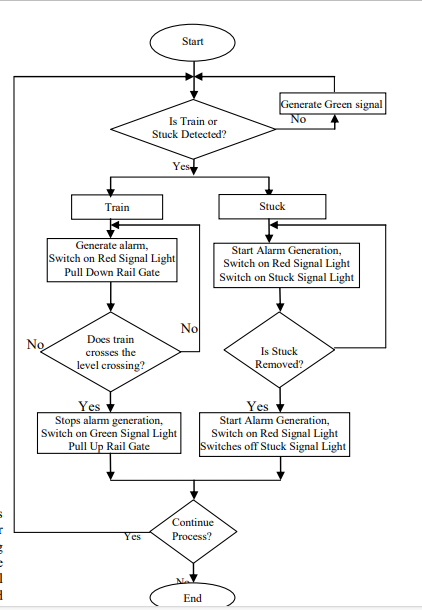 Start
Generate Green signal
No
Is Train or
Stuck Detected?
Yes
Train
Stuck
Generate alarm,
Switch on Red Signal Light
Pull Down Rail Gate
Start Alarm Generation,
Switch on Red Signal Light
Switch on Stuck Signal Light
No
No
Does train
crosses the
level crossing?
Is Stuck
Removed?
Yes
Yes
Stops alarm generation,
Switch on Green Signal Light
Pull Up Rail Gate
Start Alarm Generation,
Switch on Red Signal Light
Switches off Stuck Signal Light
Continue
Process?
Yes
No
End